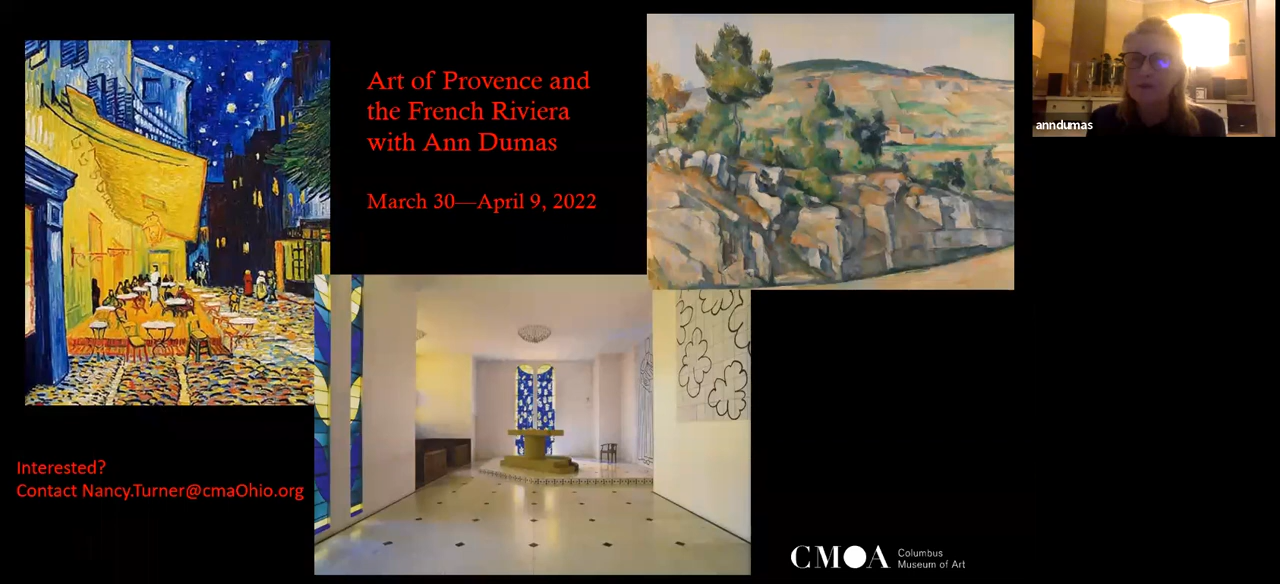 Art of Provence and
the French Riviera
with Ann Dumas
March 30—April 9, 2022
anndumas
Interested?
Contact Nancy.Turner@cmaOhio.org
CMOA
Columbus
Museum of Art